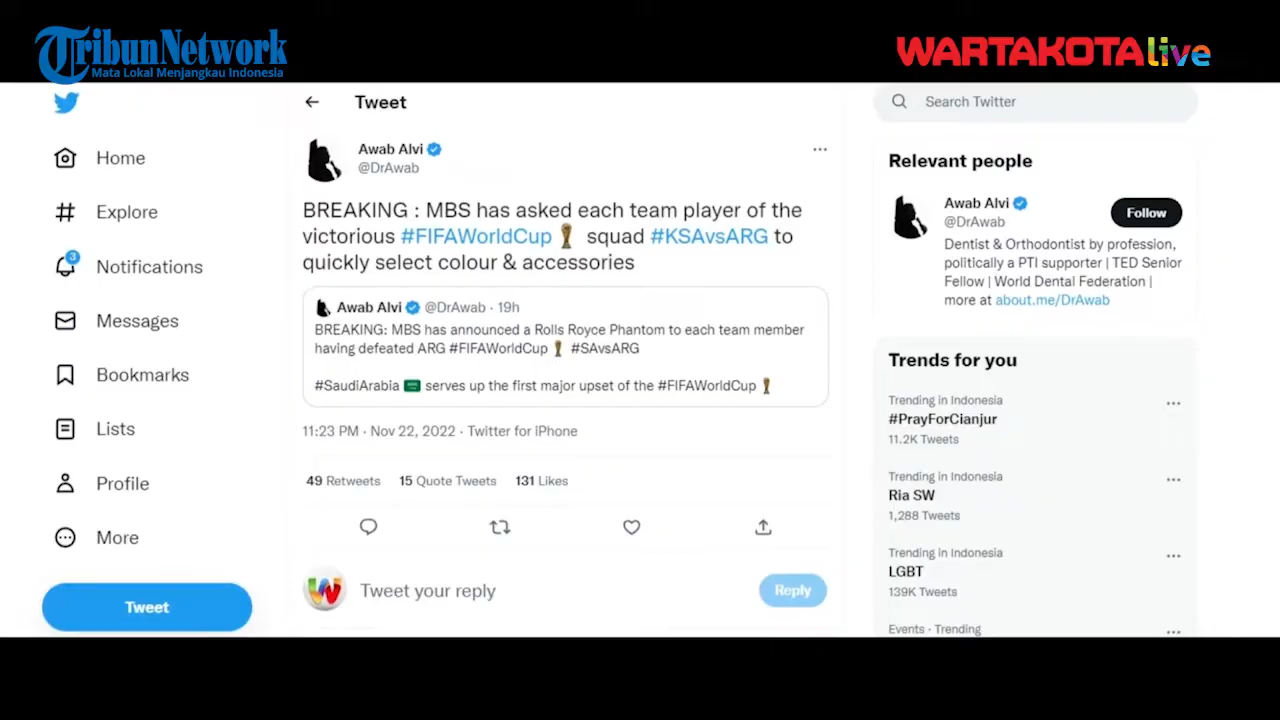 TribunNetwork
Mata Lokal Menjangkau Indonesia
WARTAKOTAlive
Home
Explore
3
Notifications
Messages
Bookmarks
Lists
Profile
More
Tweet
Tweet
Awab Alvi
@DrAwab
BREAKING : MBS has asked each team player of the
victorious #FIFAWorldCup squad #KSAvsARG to
quickly select colour & accessories
Awab Alvi @DrAwab · 19h
BREAKING: MBS has announced a Rolls Royce Phantom to each team member
having defeated ARG #FIFAWorldCup #SAvsARG
#SaudiArabia serves up the first major upset of the #FIFAWorldCup
11:23 PM · Nov 22, 2022 · Twitter for iPhone
49 Retweets 15 Quote Tweets 131 Likes
Tweet your reply
Reply
Search Twitter
Relevant people
Awab Alvi
@DrAwab
Follow
Dentist & Orthodontist by profession,
politically a PTI supporter | TED Senior
Fellow | World Dental Federation |
more at about.me/DrAwab
Trends for you
Trending in Indonesia
#PrayForCianjur
11.2K Tweets
Trending in Indonesia
Ria SW
1,288 Tweets
Trending in Indonesia
LGBT
139K Tweets
Events · Trending